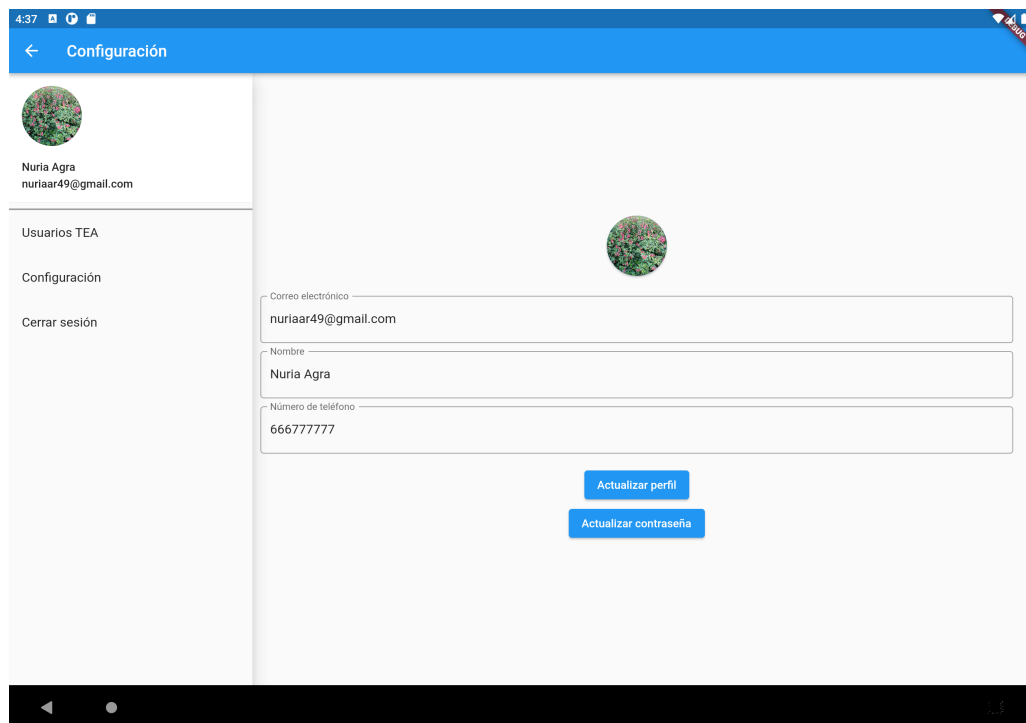 4:37
DEBUG
Configuración
Nuria Agra
nuriaar49@gmail.com
Usuarios TEA
Configuración
Cerrar sesión
Correo electrónico
nuriaar49@gmail.com
Nombre
Nuria Agra
Número de teléfono
666777777
Actualizar perfil
Actualizar contraseña